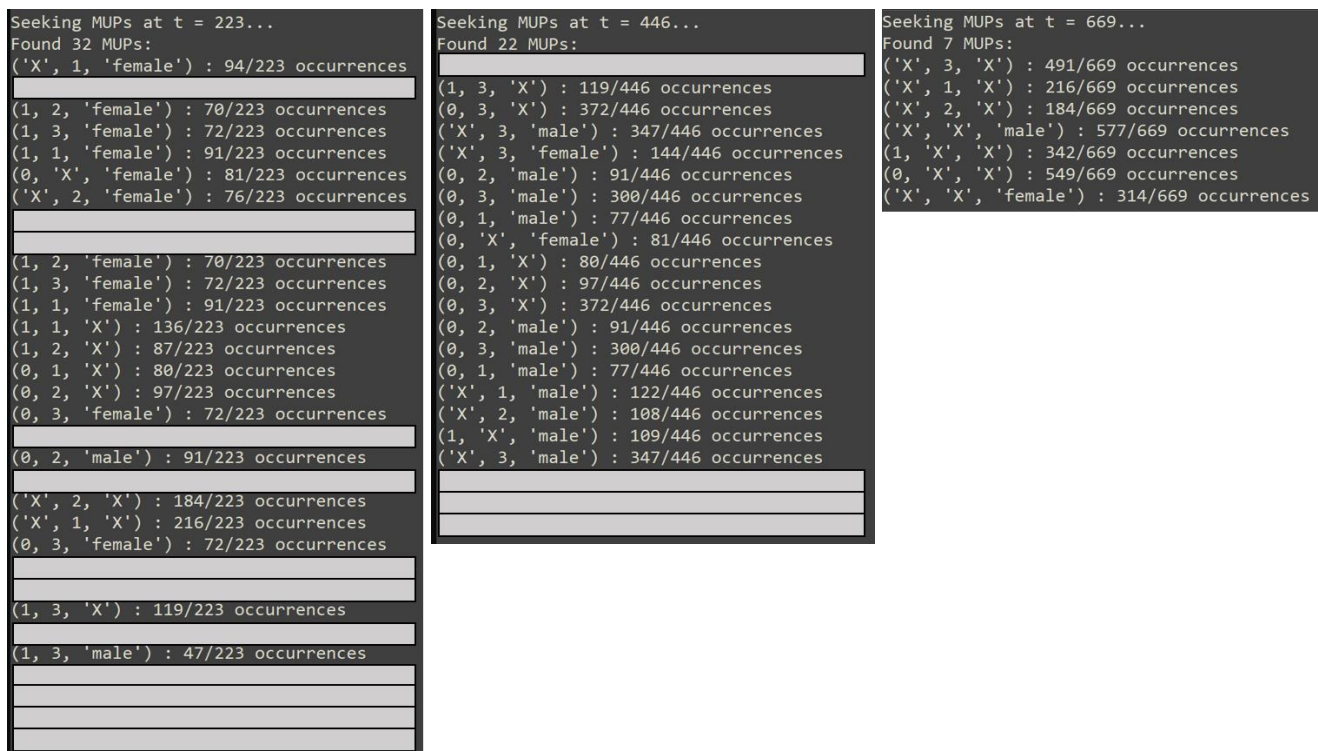 Seeking MUPs at t = 223...
Found 32 MUPs:
('X', 1, 'female') : 94/223 occurrences
(1, 2, 'female') : 70/223 occurrences
(1, 3, 'female') : 72/223 occurrences
(1, 1, 'female') : 91/223 occurrences
(0, 'X', 'female') : 81/223 occurrences
('X', 2, 'female') : 76/223 occurrences
(1, 2, 'female') : 70/223 occurrences
(1, 3, 'female') : 72/223 occurrences
(1, 1, 'female') : 91/223 occurrences
(1, 1, 'X') : 136/223 occurrences
(1, 2, 'X') : 87/223 occurrences
(0, 1, 'X') : 80/223 occurrences
(0, 2, 'X') : 97/223 occurrences
(0, 3, 'female') : 72/223 occurrences
(0, 2, 'male') : 91/223 occurrences
('X', 2, 'X') : 184/223 occurrences
('X', 1, 'X') : 216/223 occurrences
(0, 3, 'female') : 72/223 occurrences
(1, 3, 'X') : 119/223 occurrences
(1, 3, 'male') : 47/223 occurrences
Seeking MUPs at t = 446...
Found 22 MUPs:
(1, 3, 'X') : 119/446 occurrences
(0, 3, 'X') : 372/446 occurrences
('X', 3, 'male') : 347/446 occurrences
('X', 3, 'female') : 144/446 occurrences
(0, 2, 'male') : 91/446 occurrences
(0, 3, 'male') : 300/446 occurrences
(0, 1, 'male') : 77/446 occurrences
(0, 'X', 'female') : 81/446 occurrences
(0, 1, 'X') : 80/446 occurrences
(0, 2, 'X') : 97/446 occurrences
(0, 3, 'X') : 372/446 occurrences
(0, 2, 'male') : 91/446 occurrences
(0, 3, 'male') : 300/446 occurrences
(0, 1, 'male') : 77/446 occurrences
('X', 1, 'male') : 122/446 occurrences
('X', 2, 'male') : 108/446 occurrences
(1, 'X', 'male') : 109/446 occurrences
('X', 3, 'male') : 347/446 occurrences
Seeking MUPs at t = 669...
Found 7 MUPs:
('X', 3, 'X') : 491/669 occurrences
('X', 1, 'X') : 216/669 occurrences
('X', 2, 'X') : 184/669 occurrences
('X', 'X', 'male') : 577/669 occurrences
(1, 'X', 'X') : 342/669 occurrences
(0, 'X', 'X') : 549/669 occurrences
('X', 'X', 'female') : 314/669 occurrences